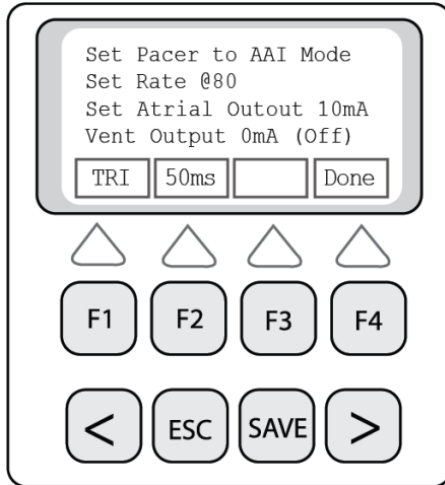 Set Pacer to AAI Mode
Set Rate @80
Set Atrial Outout 10mA
Vent Output 0mA (Off)
TRI 50ms Done
F1 F2 F3 F4
< ESC SAVE >